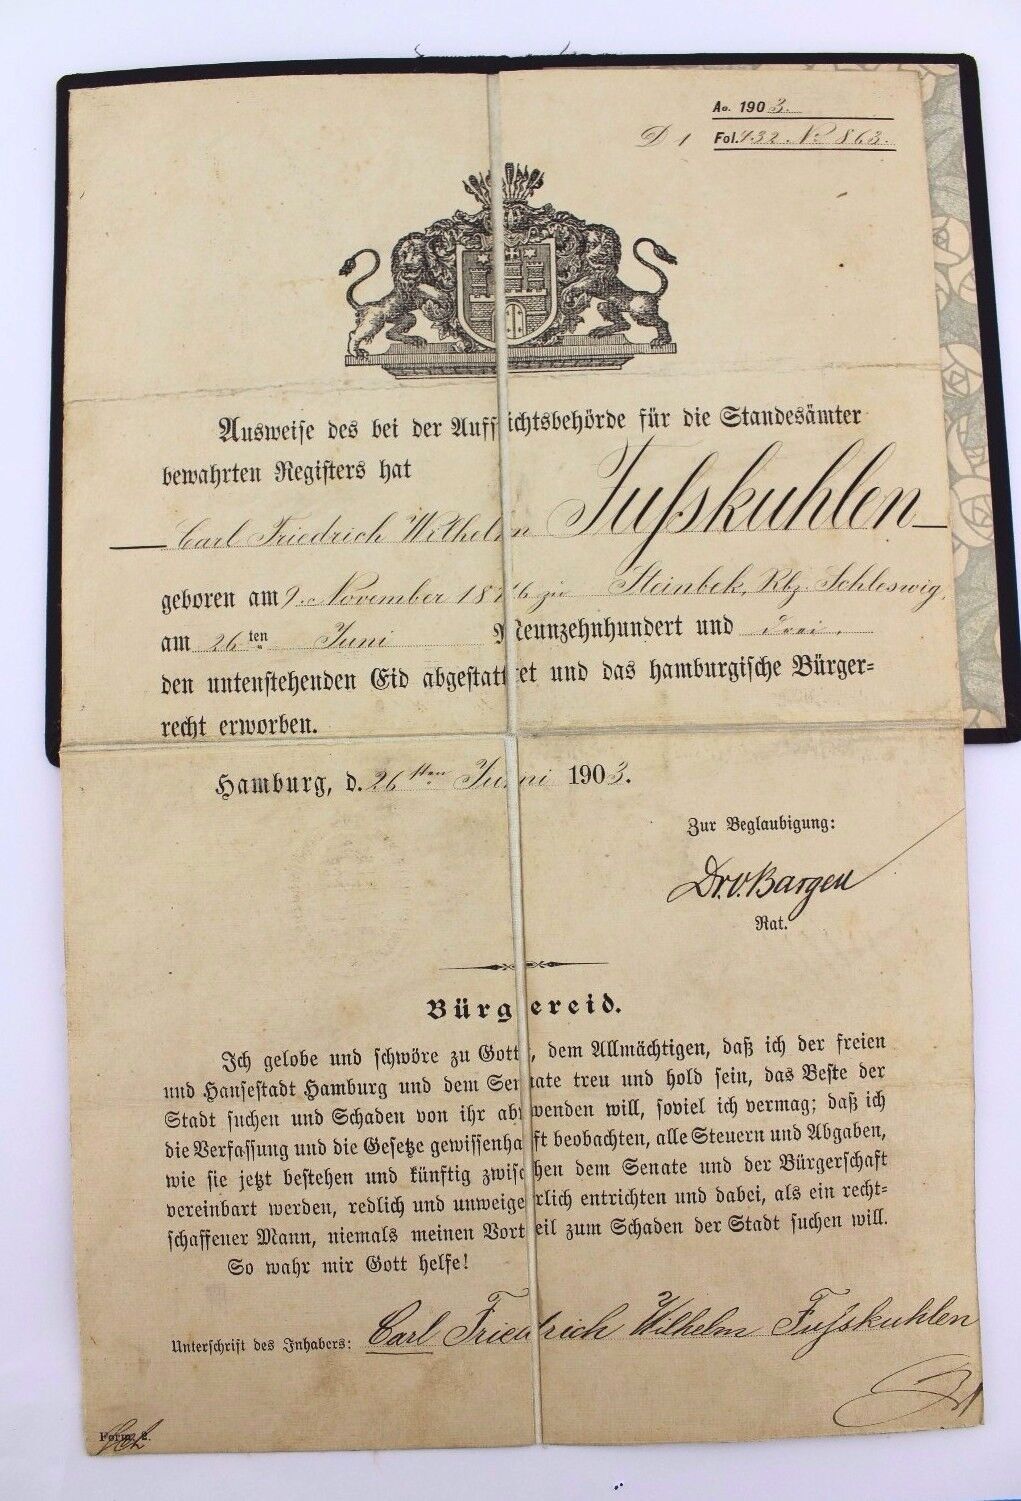 Ao. 1903.
D 1 Fol. 432. No 863.
Ausweise des bei der Aufsichtsbehörde für die Standesämter
bewahrten Registers hat
Carl Friedrich Wilhelm Fußkuhlen
geboren am 9. November 1876 zu Steinbek, Rbz. Schleswig,
am 26ten Juni Neunzehnhundert und drei.
den untenstehenden Eid abgestattet und das hamburgische Bürger=
recht erworben.
Hamburg, d. 26sten Juni 1903.
Zur Beglaubigung:
Dr. v. Bargen
Rat.
Bürgereid.
Ich gelobe und schwöre zu Gott, dem Allmächtigen, daß ich der freien
und Hansestadt Hamburg und dem Senate treu und hold sein, das Beste der
Stadt suchen und Schaden von ihr abwenden will, soviel ich vermag; daß ich
die Verfassung und die Gesetze gewissenhaft beobachten, alle Steuern und Abgaben,
wie sie jetzt bestehen und künftig zwischen dem Senate und der Bürgerschaft
vereinbart werden, redlich und unweigerlich entrichten und dabei, als ein recht=
schaffener Mann, niemals meinen Vorteil zum Schaden der Stadt suchen will.
So wahr mir Gott helfe!
Unterschrift des Inhabers: Carl Friedrich Wilhelm Fußkuhlen
Form. 2.